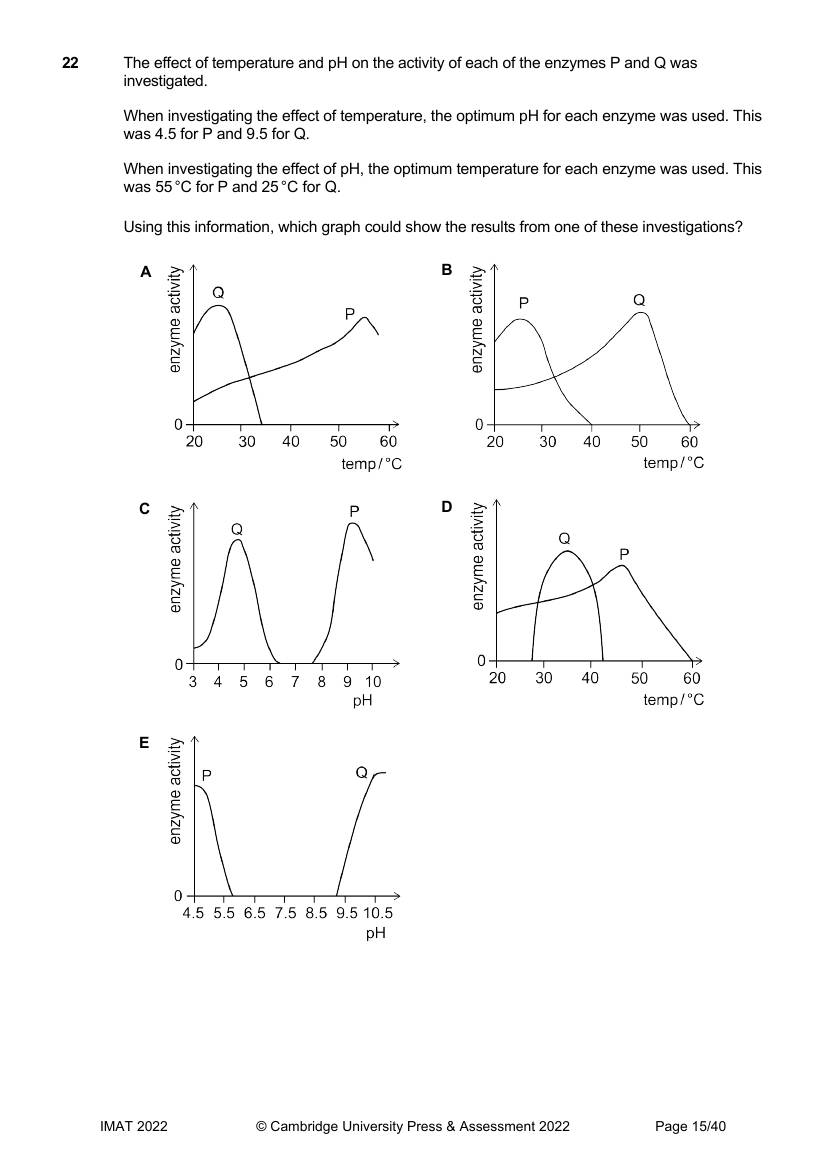 22 The effect of temperature and pH on the activity of each of the enzymes P and Q was
investigated.
When investigating the effect of temperature, the optimum pH for each enzyme was used. This
was 4.5 for P and 9.5 for Q.
When investigating the effect of pH, the optimum temperature for each enzyme was used. This
was 55 °C for P and 25 °C for Q.
Using this information, which graph could show the results from one of these investigations?
A
enzyme activity
Q
P
0
20 30 40 50 60
temp / °C
B
enzyme activity
P
Q
0
20 30 40 50 60
temp / °C
C
enzyme activity
Q
P
0
3 4 5 6 7 8 9 10
pH
D
enzyme activity
Q
P
0
20 30 40 50 60
temp / °C
E
enzyme activity
P
Q
0
4.5 5.5 6.5 7.5 8.5 9.5 10.5
pH
IMAT 2022 © Cambridge University Press & Assessment 2022 Page 15/40